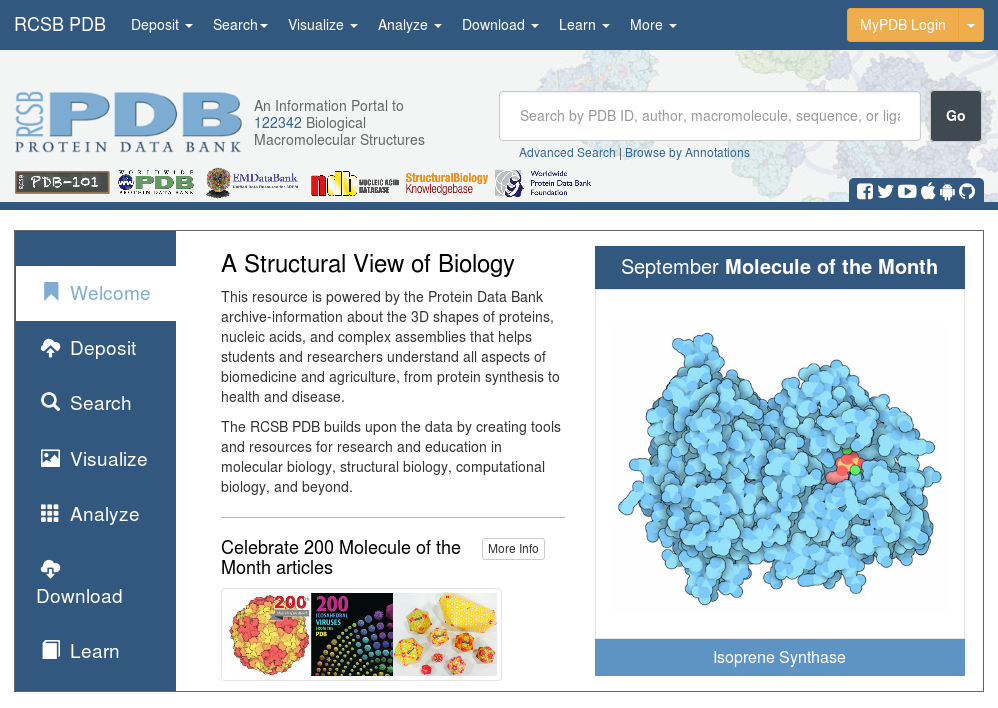 RCSB PDB Deposit Search Visualize Analyze Download Learn More MyPDB Login
RCSB PDB
PROTEIN DATA BANK
An Information Portal to
122342 Biological
Macromolecular Structures
Search by PDB ID, author, macromolecule, sequence, or liga
Go
Advanced Search | Browse by Annotations
PDB-101
WORLDWIDE
PDB
PROTEIN DATA BANK
EMDataBank
Unified Data Resource for 3DEM
NUCLEIC ACID
DATABASE
StructuralBiology
Knowledgebase
Worldwide
Protein Data Bank
Foundation
Welcome
Deposit
Search
Visualize
Analyze
Download
Learn
A Structural View of Biology
This resource is powered by the Protein Data Bank
archive-information about the 3D shapes of proteins,
nucleic acids, and complex assemblies that helps
students and researchers understand all aspects of
biomedicine and agriculture, from protein synthesis to
health and disease.
The RCSB PDB builds upon the data by creating tools
and resources for research and education in
molecular biology, structural biology, computational
biology, and beyond.
Celebrate 200 Molecule of the
Month articles
More Info
200
200
ICOSAHEDRAL
VIRUSES
FROM THE
PDB
September Molecule of the Month
Isoprene Synthase